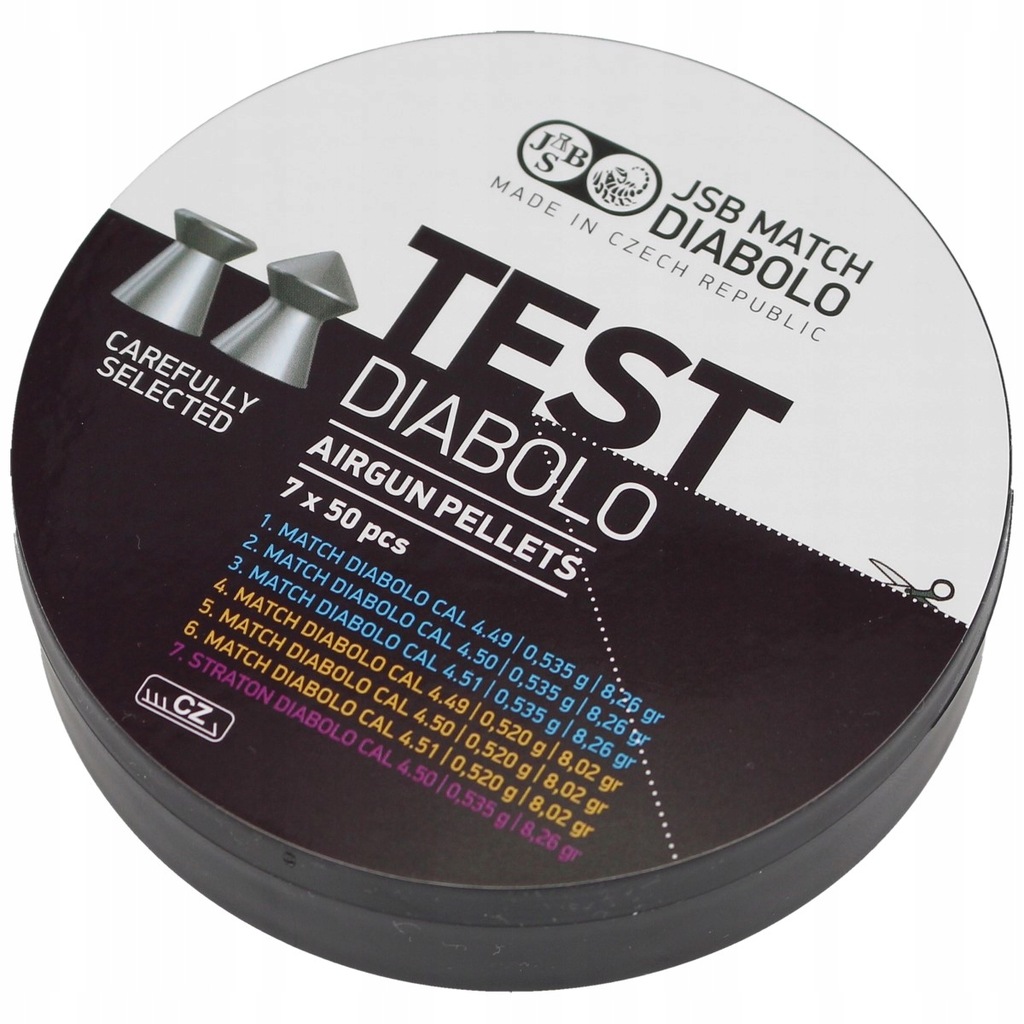 JSB
JSB MATCH
DIABOLO
MADE IN CZECH REPUBLIC
TEST
DIABOLO
AIRGUN PELLETS
7 x 50 pcs
CAREFULLY
SELECTED
1. MATCH DIABOLO CAL 4.49 | 0,535 g | 8,26 gr
2. MATCH DIABOLO CAL 4.50 | 0,535 g | 8,26 gr
3. MATCH DIABOLO CAL 4.51 | 0,535 g | 8,26 gr
4. MATCH DIABOLO CAL 4.49 | 0,520 g | 8,02 gr
5. MATCH DIABOLO CAL 4.50 | 0,520 g | 8,02 gr
6. MATCH DIABOLO CAL 4.51 | 0,520 g | 8,02 gr
7. STRATON DIABOLO CAL 4.50 | 0,535 g | 8,26 gr
CZ